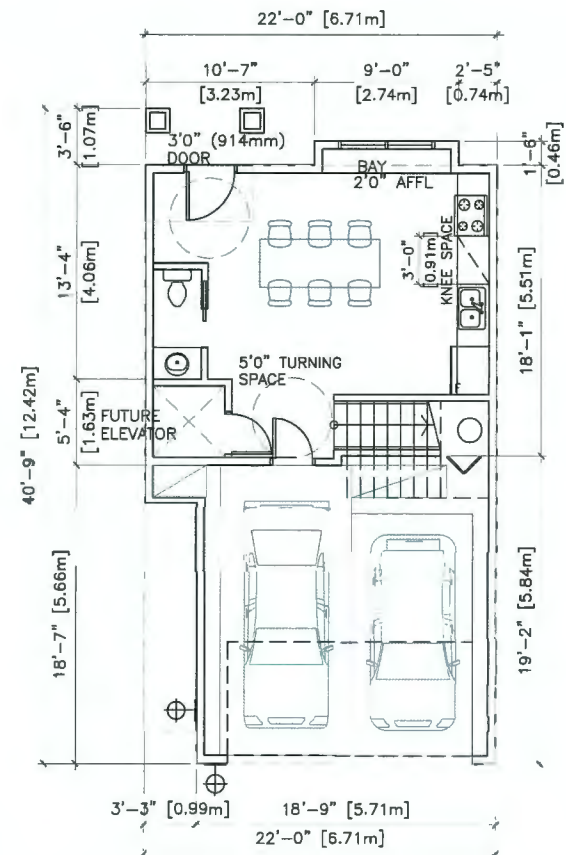 22'-0" [6.71m]
10'-7"
[3.23m]
9'-0"
[2.74m]
2'-5"
[0.74m]
3'-6"
[1.07m]
3'0" (914mm)
DOOR
1'-6"
[0.46m]
BAY
2'0" AFFL
13'-4"
[4.06m]
3'-0"
[0.91m]
KNEE SPACE
18'-1" [5.51m]
5'0" TURNING
SPACE
F
40'-9" [12.42m]
5'-4"
[1.63m]
FUTURE
ELEVATOR
18'-7" [5.66m]
19'-2" [5.84m]
3'-3" [0.99m]
18'-9" [5.71m]
22'-0" [6.71m]